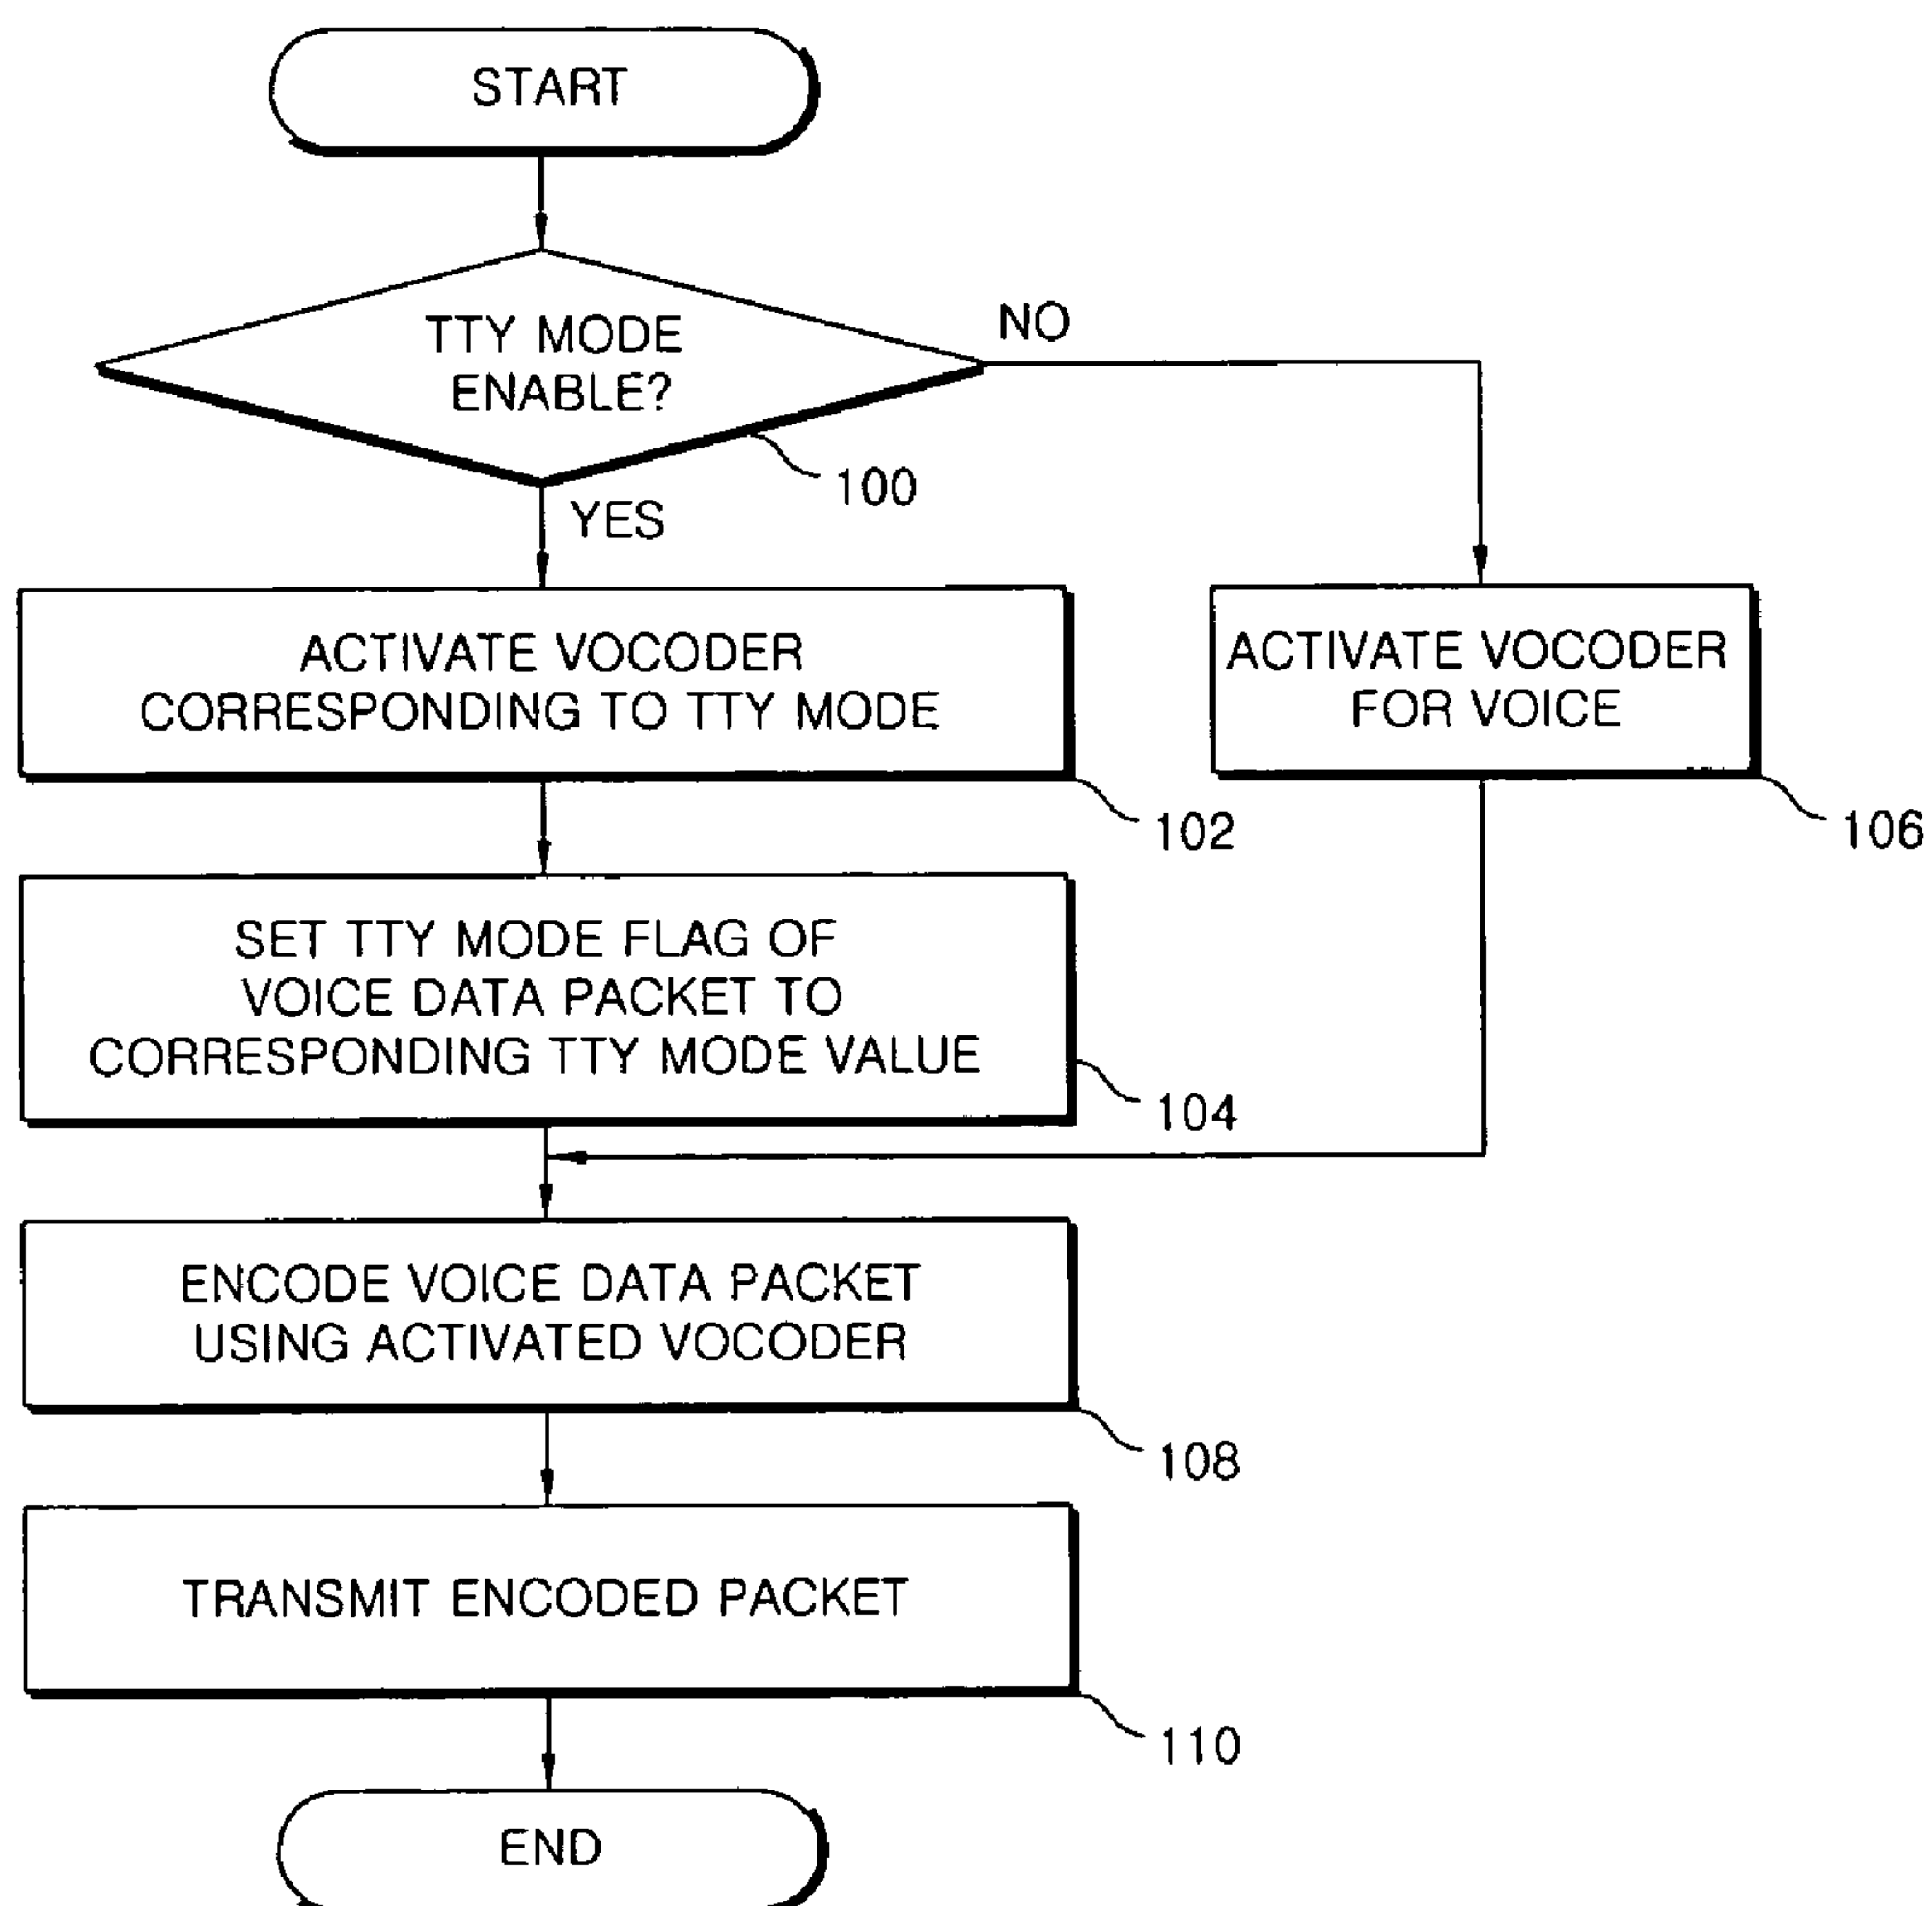 START
TTY MODE
ENABLE?
NO
100
YES
ACTIVATE VOCODER
CORRESPONDING TO TTY MODE
102
ACTIVATE VOCODER
FOR VOICE
106
SET TTY MODE FLAG OF
VOICE DATA PACKET TO
CORRESPONDING TTY MODE VALUE
104
ENCODE VOICE DATA PACKET
USING ACTIVATED VOCODER
108
TRANSMIT ENCODED PACKET
110
END